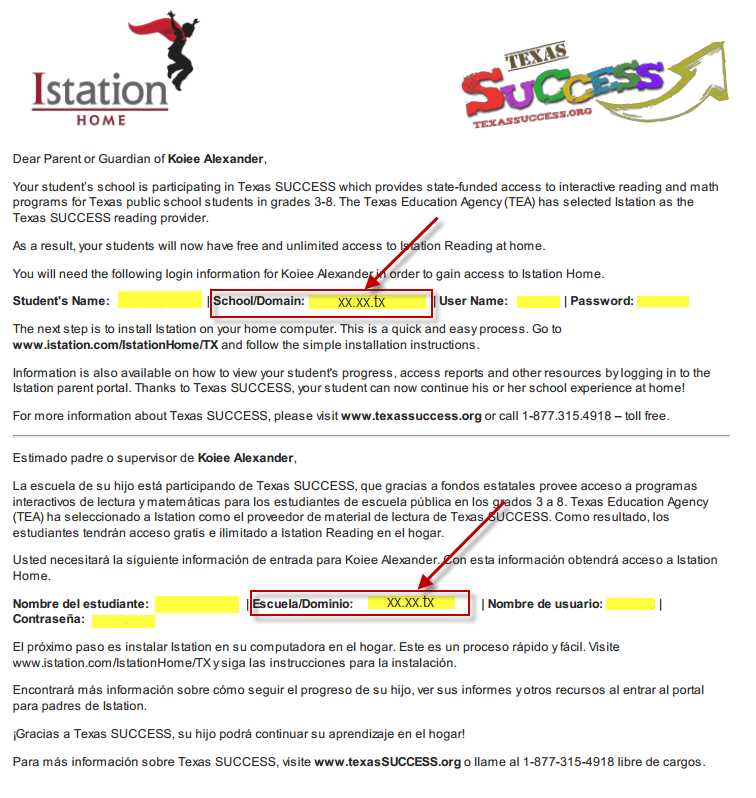 Istation
HOME
TEXAS
SUCCESS
TEXASSUCCESS.ORG
Dear Parent or Guardian of Koiee Alexander,
Your student's school is participating in Texas SUCCESS which provides state-funded access to interactive reading and math
programs for Texas public school students in grades 3-8. The Texas Education Agency (TEA) has selected Istation as the
Texas SUCCESS reading provider.
As a result, your students will now have free and unlimited access to Istation Reading at home.
You will need the following login information for Koiee Alexander in order to gain access to Istation Home.
Student's Name: | School/Domain: xx.xx.tx | User Name: | Password:
The next step is to install Istation on your home computer. This is a quick and easy process. Go to
www.istation.com/IstationHome/TX and follow the simple installation instructions.
Information is also available on how to view your student's progress, access reports and other resources by logging in to the
Istation parent portal. Thanks to Texas SUCCESS, your student can now continue his or her school experience at home!
For more information about Texas SUCCESS, please visit www.texassuccess.org or call 1-877.315.4918 – toll free.
Estimado padre o supervisor de Koiee Alexander,
La escuela de su hijo está participando de Texas SUCCESS, que gracias a fondos estatales provee acceso a programas
interactivos de lectura y matemáticas para los estudiantes de escuela pública en los grados 3 a 8. Texas Education Agency
(TEA) ha seleccionado a Istation como el proveedor de material de lectura de Texas SUCCESS. Como resultado, los
estudiantes tendrán acceso gratis e ilimitado a Istation Reading en el hogar.
Usted necesitará la siguiente información de entrada para Koiee Alexander. Con esta información obtendrá acceso a Istation
Home.
Nombre del estudiante: | Escuela/Dominio: xx.xx.tx | Nombre de usuario: |
Contraseña:
El próximo paso es instalar Istation en su computadora en el hogar. Este es un proceso rápido y fácil. Visite
www.istation.com/IstationHome/TX y siga las instrucciones para la instalación.
Encontrará más información sobre cómo seguir el progreso de su hijo, ver sus informes y otros recursos al entrar al portal
para padres de Istation.
¡Gracias a Texas SUCCESS, su hijo podrá continuar su aprendizaje en el hogar!
Para más información sobre Texas SUCCESS, visite www.texasSUCCESS.org o llame al 1-877-315-4918 libre de cargos.